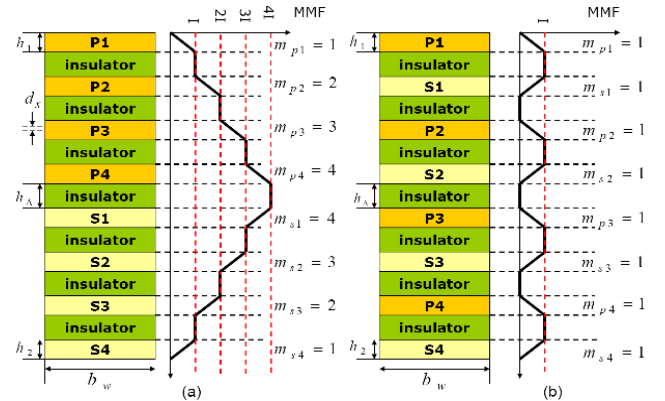 I 2I 3I 4I MMF
h1 P1 m p1 = 1
insulator
P2 m p2 = 2
insulator
dx P3 m p3 = 3
insulator
P4 m p4 = 4
hΔ insulator
S1 m s1 = 4
insulator
S2 m s2 = 3
insulator
S3 m s3 = 2
insulator
h2 S4 m s4 = 1
b w
(a)
I MMF
h1 P1 m p1 = 1
insulator
S1 m s1 = 1
insulator
P2 m p2 = 1
insulator
S2 m s2 = 1
hΔ insulator
P3 m p3 = 1
insulator
S3 m s3 = 1
insulator
P4 m p4 = 1
insulator
h2 S4 m s4 = 1
b w
(b)